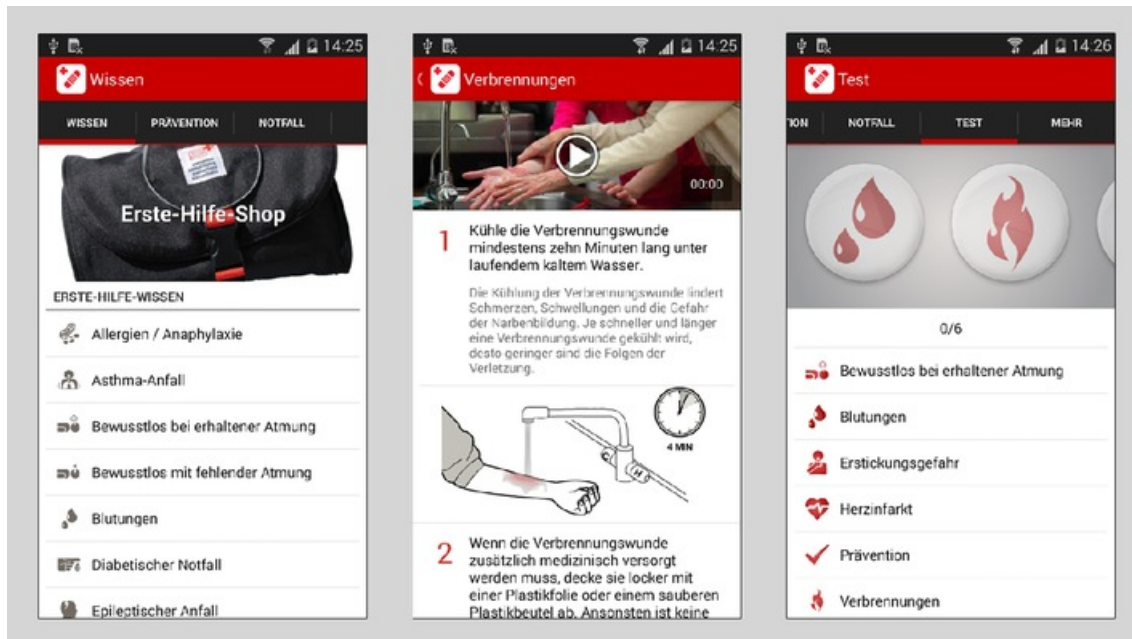 14:25
Wissen
WISSEN
PRÄVENTION
NOTFALL
Erste-Hilfe-Shop
ERSTE-HILFE-WISSEN
Allergien / Anaphylaxie
Asthma-Anfall
Bewusstlos bei erhaltener Atmung
Bewusstlos mit fehlender Atmung
Blutungen
Diabetischer Notfall
Epileptischer Anfall
14:25
Verbrennungen
00:00
1
Kühle die Verbrennungswunde
mindestens zehn Minuten lang unter
laufendem kaltem Wasser.
Die Kühlung der Verbrennungswunde lindert
Schmerzen, Schwellungen und die Gefahr
der Narbenbildung. Je schneller und länger
eine Verbrennungswunde gekühlt wird,
desto geringer sind die Folgen der
Verletzung.
4 MIN
H
2
Wenn die Verbrennungswunde
zusätzlich medizinisch versorgt
werden muss, decke sie locker mit
einer Plastikfolie oder einem sauberen
Plastikbeutel ab. Ansonsten ist keine
14:26
Test
ION
NOTFALL
TEST
MEHR
0/6
Bewusstlos bei erhaltener Atmung
Blutungen
Erstickungsgefahr
Herzinfarkt
Prävention
Verbrennungen